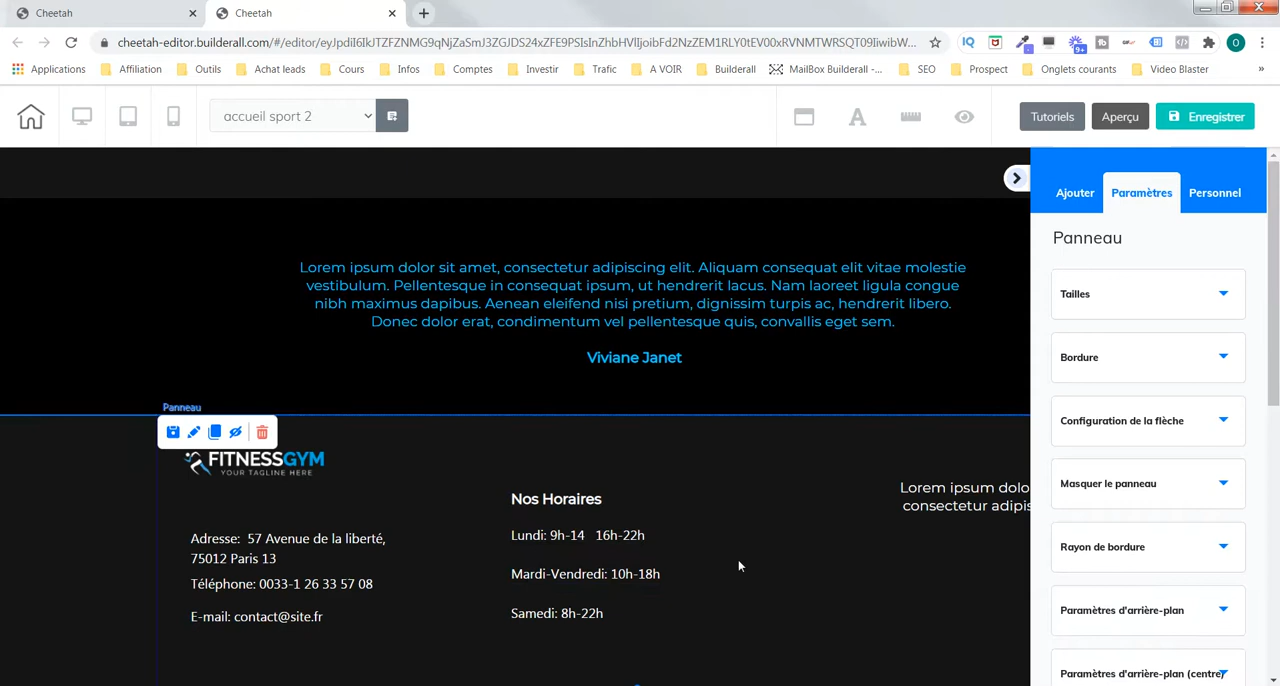 Cheetah
Cheetah
cheetah-editor.builderall.com/#/editor/eyJpdiI6IkJTZFZNMG9qNjZaSmJ3ZGJDS24xZFE9PSIsInZhbHVlIjoibFd2NzZEM1RLY0tEV00xRVNMTWRSQT09IiwibW...
Applications
Affiliation
Outils
Achat leads
Cours
Infos
Comptes
Investir
Trafic
A VOIR
Builderall
MailBox Builderall -...
SEO
Prospect
Onglets courants
Video Blaster
»
accueil sport 2
Tutoriels
Aperçu
Enregistrer
Ajouter
Paramètres
Personnel
Panneau
Tailles
Bordure
Configuration de la flèche
Masquer le panneau
Rayon de bordure
Paramètres d'arrière-plan
Paramètres d'arrière-plan (centre)
Lorem ipsum dolor sit amet, consectetur adipiscing elit. Aliquam consequat elit vitae molestie
vestibulum. Pellentesque in consequat ipsum, ut hendrerit lacus. Nam laoreet ligula congue
nibh maximus dapibus. Aenean eleifend nisi pretium, dignissim turpis ac, hendrerit libero.
Donec dolor erat, condimentum vel pellentesque quis, convallis eget sem.
Viviane Janet
Panneau
FITNESSGYM
YOUR TAGLINE HERE
Adresse: 57 Avenue de la liberté,
75012 Paris 13
Téléphone: 0033-1 26 33 57 08
E-mail: contact@site.fr
Nos Horaires
Lundi: 9h-14 16h-22h
Mardi-Vendredi: 10h-18h
Samedi: 8h-22h
Lorem ipsum dolo
consectetur adipis